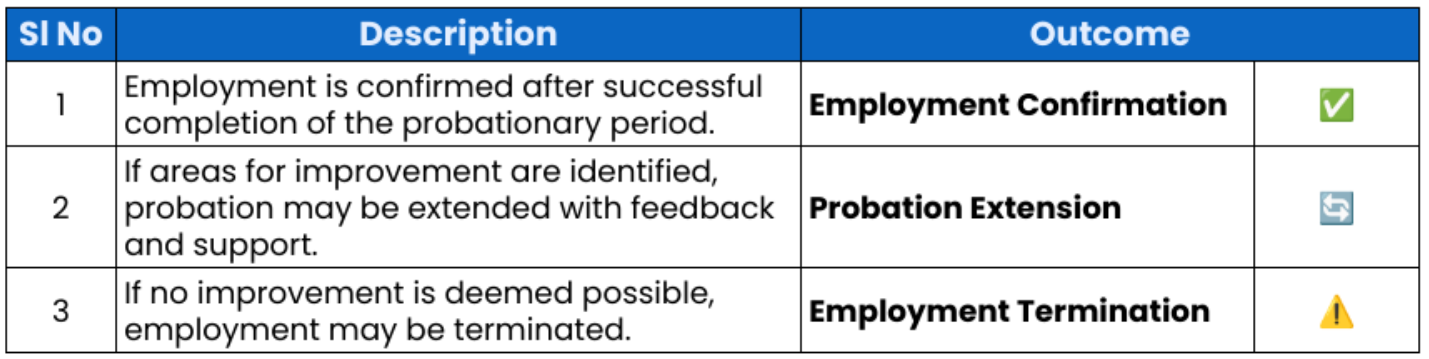 Sl No Description Outcome
1 Employment is confirmed after successful completion of the probationary period. Employment Confirmation ✅
2 If areas for improvement are identified, probation may be extended with feedback and support. Probation Extension 🔄
3 If no improvement is deemed possible, employment may be terminated. Employment Termination ⚠️